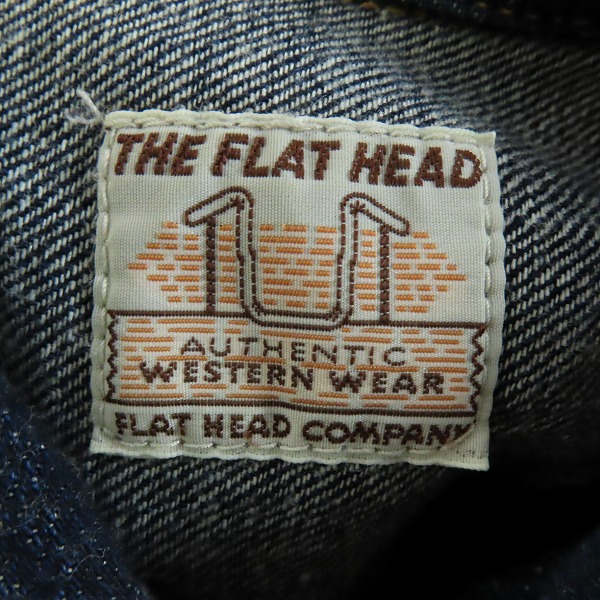 THE FLAT HEAD
AUTHENTIC
WESTERN WEAR
FLAT HEAD COMPANY